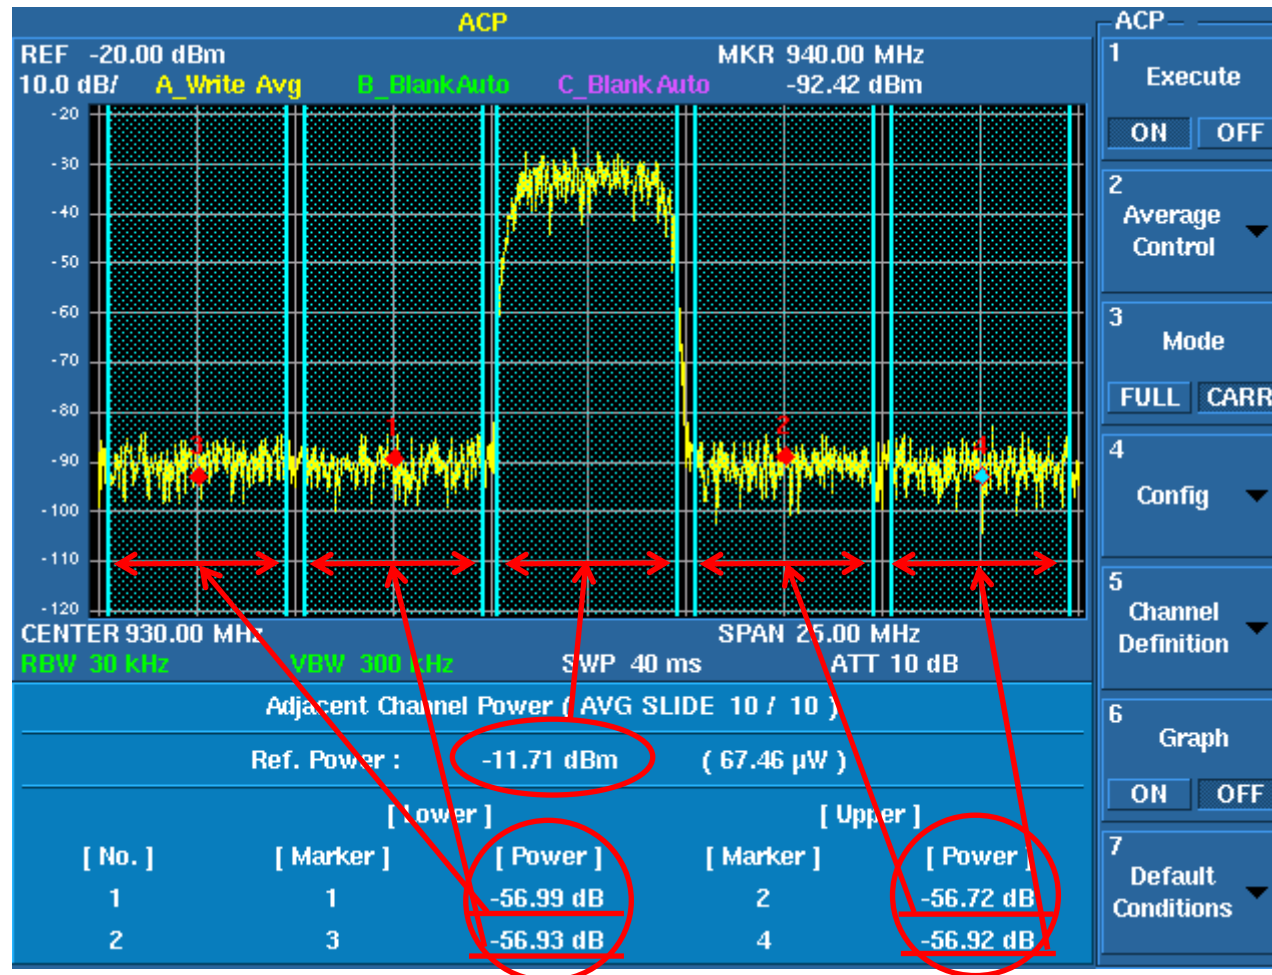 ACP
REF -20.00 dBm MKR 940.00 MHz
10.0 dB/ A_Write Avg B_BlankAuto C_BlankAuto -92.42 dBm
-20
-30
-40
-50
-60
-70
-80
-90
-100
-110
-120
3
1
2
4
CENTER 930.00 MHz SPAN 25.00 MHz
RBW 30 kHz VBW 300 kHz SWP 40 ms ATT 10 dB
Adjacent Channel Power ( AVG SLIDE 10 / 10 )
Ref. Power : -11.71 dBm ( 67.46 µW )
[ Lower ] [ Upper ]
[ No. ] [ Marker ] [ Power ] [ Marker ] [ Power ]
1 1 -56.99 dB 2 -56.72 dB
2 3 -56.93 dB 4 -56.92 dB
ACP
1
Execute
ON OFF
2
Average
Control
3
Mode
FULL CARR
4
Config
5
Channel
Definition
6
Graph
ON OFF
7
Default
Conditions